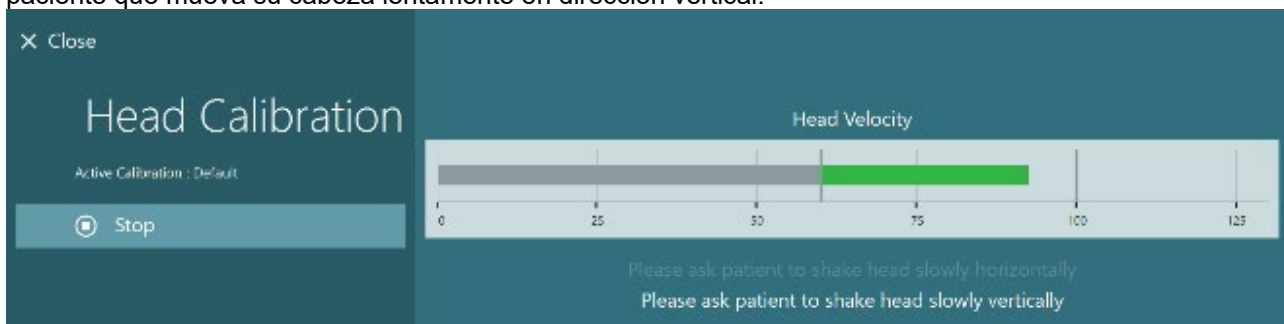 paciente que mueva su cabeza lentamente en dirección vertical.
× Close
Head Calibration
Active Calibration : Default
Stop
Head Velocity
0 25 50 75 100 125
Please ask patient to shake head slowly horizontally
Please ask patient to shake head slowly vertically